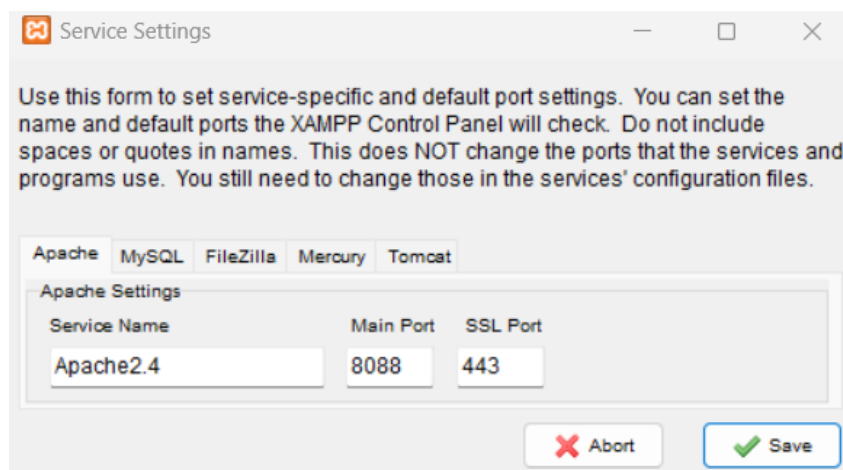 Service Settings
Use this form to set service-specific and default port settings. You can set the
name and default ports the XAMPP Control Panel will check. Do not include
spaces or quotes in names. This does NOT change the ports that the services and
programs use. You still need to change those in the services' configuration files.
Apache MySQL FileZilla Mercury Tomcat
Apache Settings
Service Name Main Port SSL Port
Apache2.4 8088 443
Abort Save